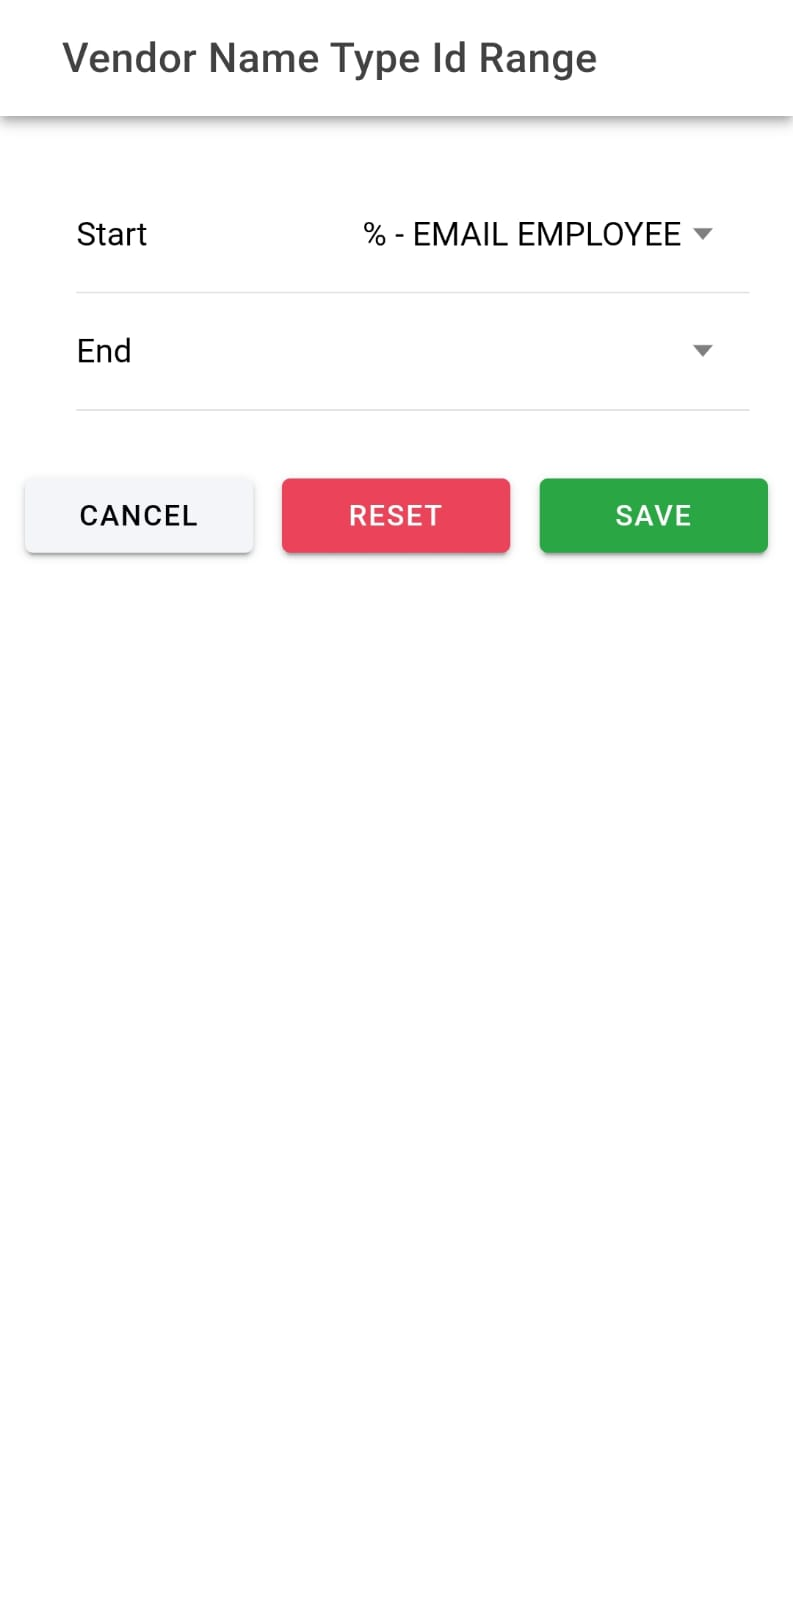 Vendor Name Type Id Range
Start % - EMAIL EMPLOYEE
End
CANCEL RESET SAVE